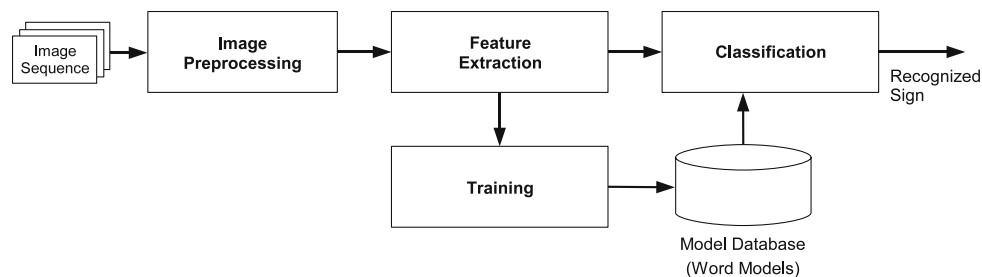 Image
Sequence
Image
Preprocessing
Feature
Extraction
Classification
Recognized
Sign
Training
Model Database
(Word Models)